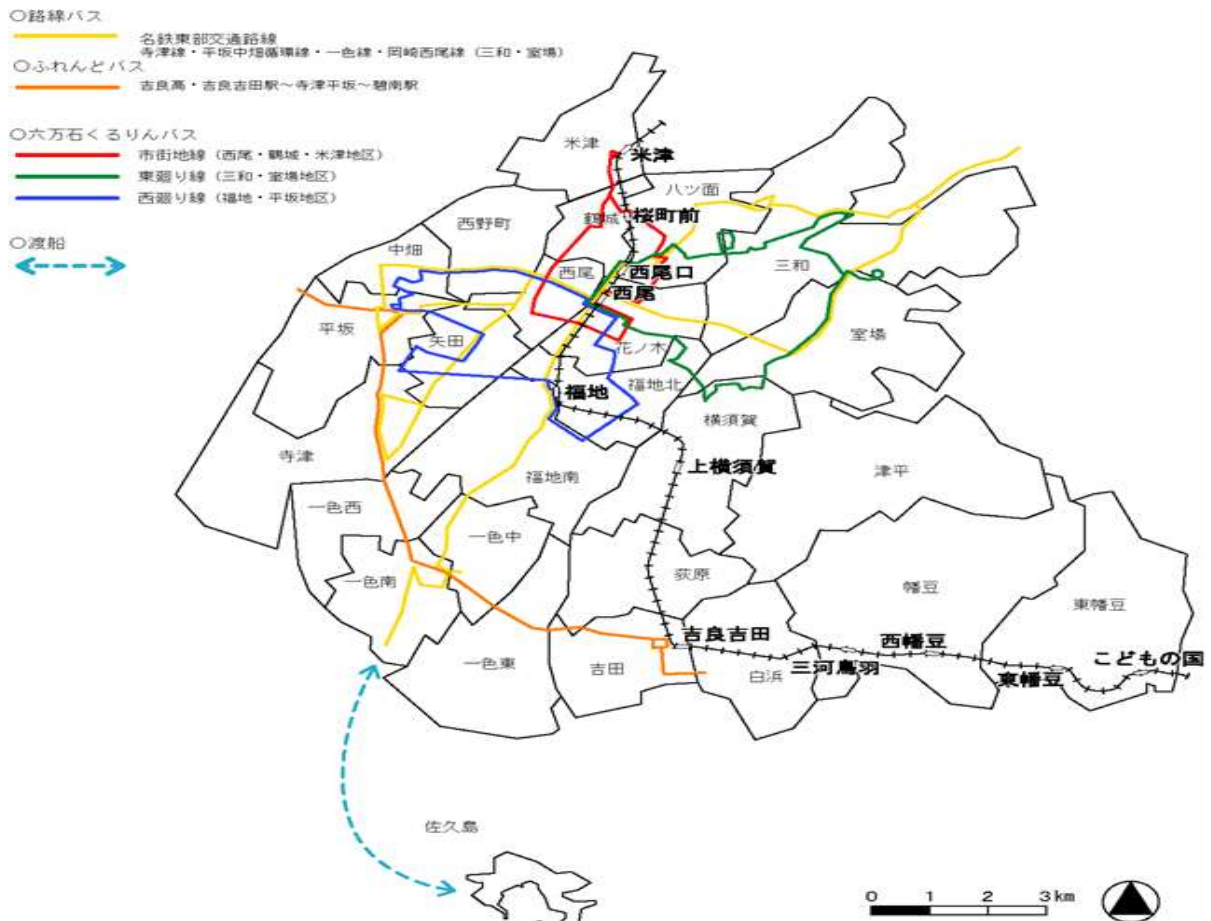 ○路線バス
名鉄東部交通路線
寺津線・平坂中畑循環線・一色線・岡崎西尾線(三和・室場)
○ふれんどバス
吉良高・吉良吉田駅～寺津平坂～碧南駅
○六万石くるりんバス
市街地線(西尾・鶴城・米津地区)
東廻り線(三和・室場地区)
西廻り線(福地・平坂地区)
○渡船
米津
米津
八ツ面
西野町
鶴城
桜町前
中畑
西尾
西尾口
三和
西尾
平坂
矢田
花ノ木
室場
福地北
福地
横須賀
寺津
福地南
上横須賀
津平
一色西
一色中
一色南
荻原
幡豆
東幡豆
吉良吉田
西幡豆
一色東
吉田
白浜
三河鳥羽
東幡豆
こどもの国
佐久島
0 1 2 3km